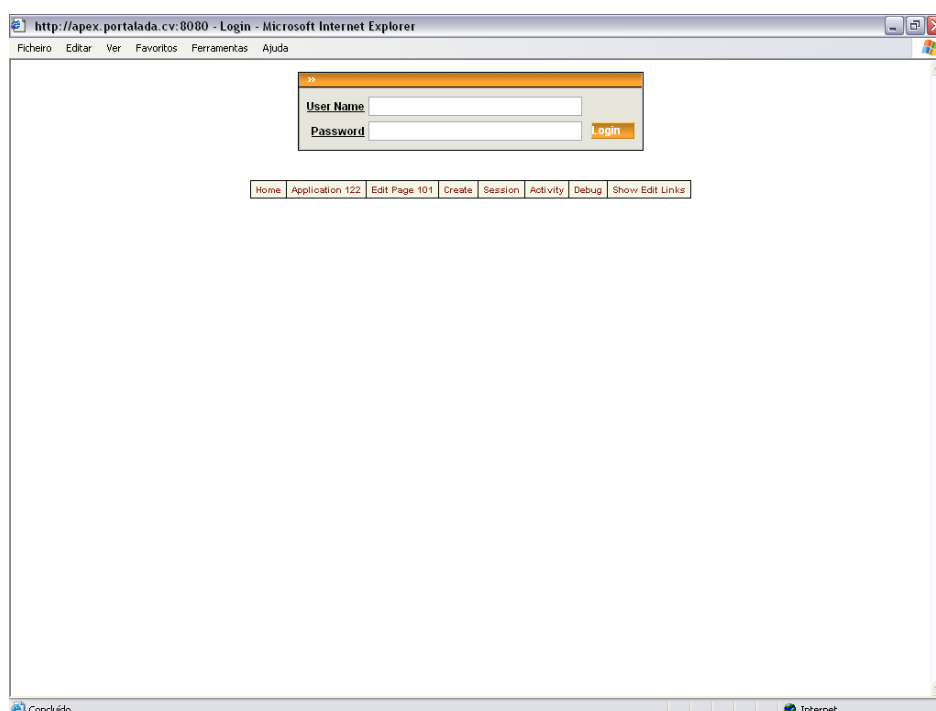 http://apex.portalada.cv:8080 - Login - Microsoft Internet Explorer
Ficheiro Editar Ver Favoritos Ferramentas Ajuda
»
User Name
Password Login
Home Application 122 Edit Page 101 Create Session Activity Debug Show Edit Links
Concluído Internet